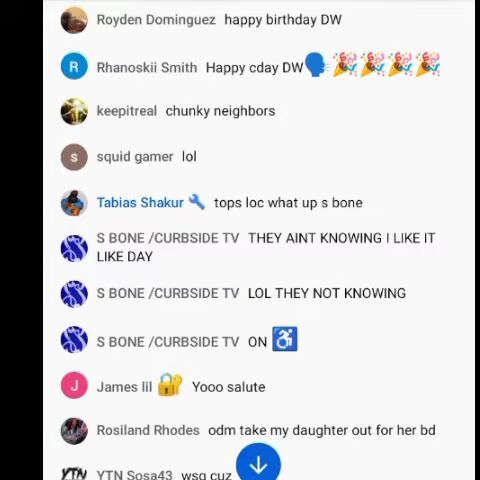 Royden Dominguez happy birthday DW
R Rhanoskii Smith Happy cday DW🗣️🎉🎉🎉🎉
keepitreal chunky neighbors
s squid gamer lol
Tabias Shakur 🔧 tops loc what up s bone
S BONE /CURBSIDE TV THEY AINT KNOWING I LIKE IT
LIKE DAY
S BONE /CURBSIDE TV LOL THEY NOT KNOWING
S BONE /CURBSIDE TV ON ♿
J James lil 🔐 Yooo salute
Rosiland Rhodes odm take my daughter out for her bd
YTN YTN Sosa43 wsg cuz